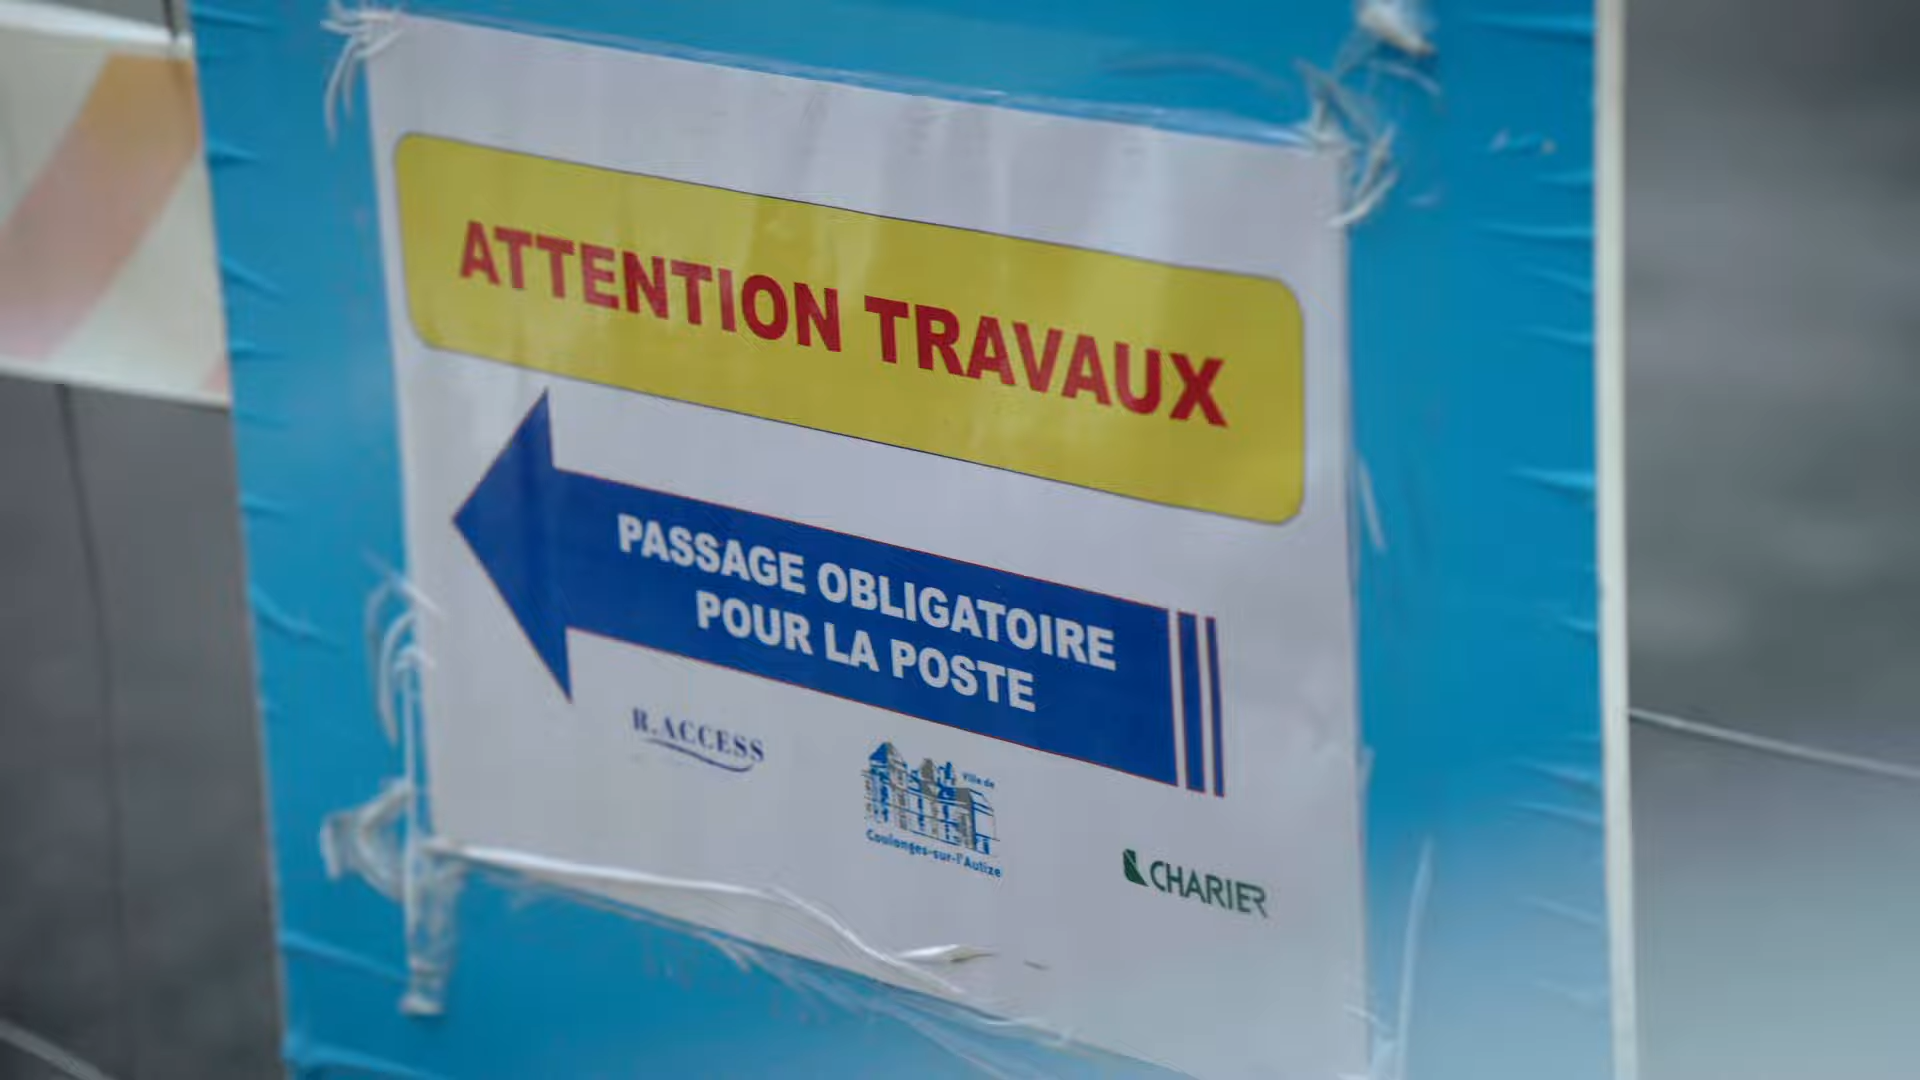 ATTENTION TRAVAUX
PASSAGE OBLIGATOIRE
POUR LA POSTE
R.ACCESS
Ville de
Coulonges-sur-l'Autize
CHARIER